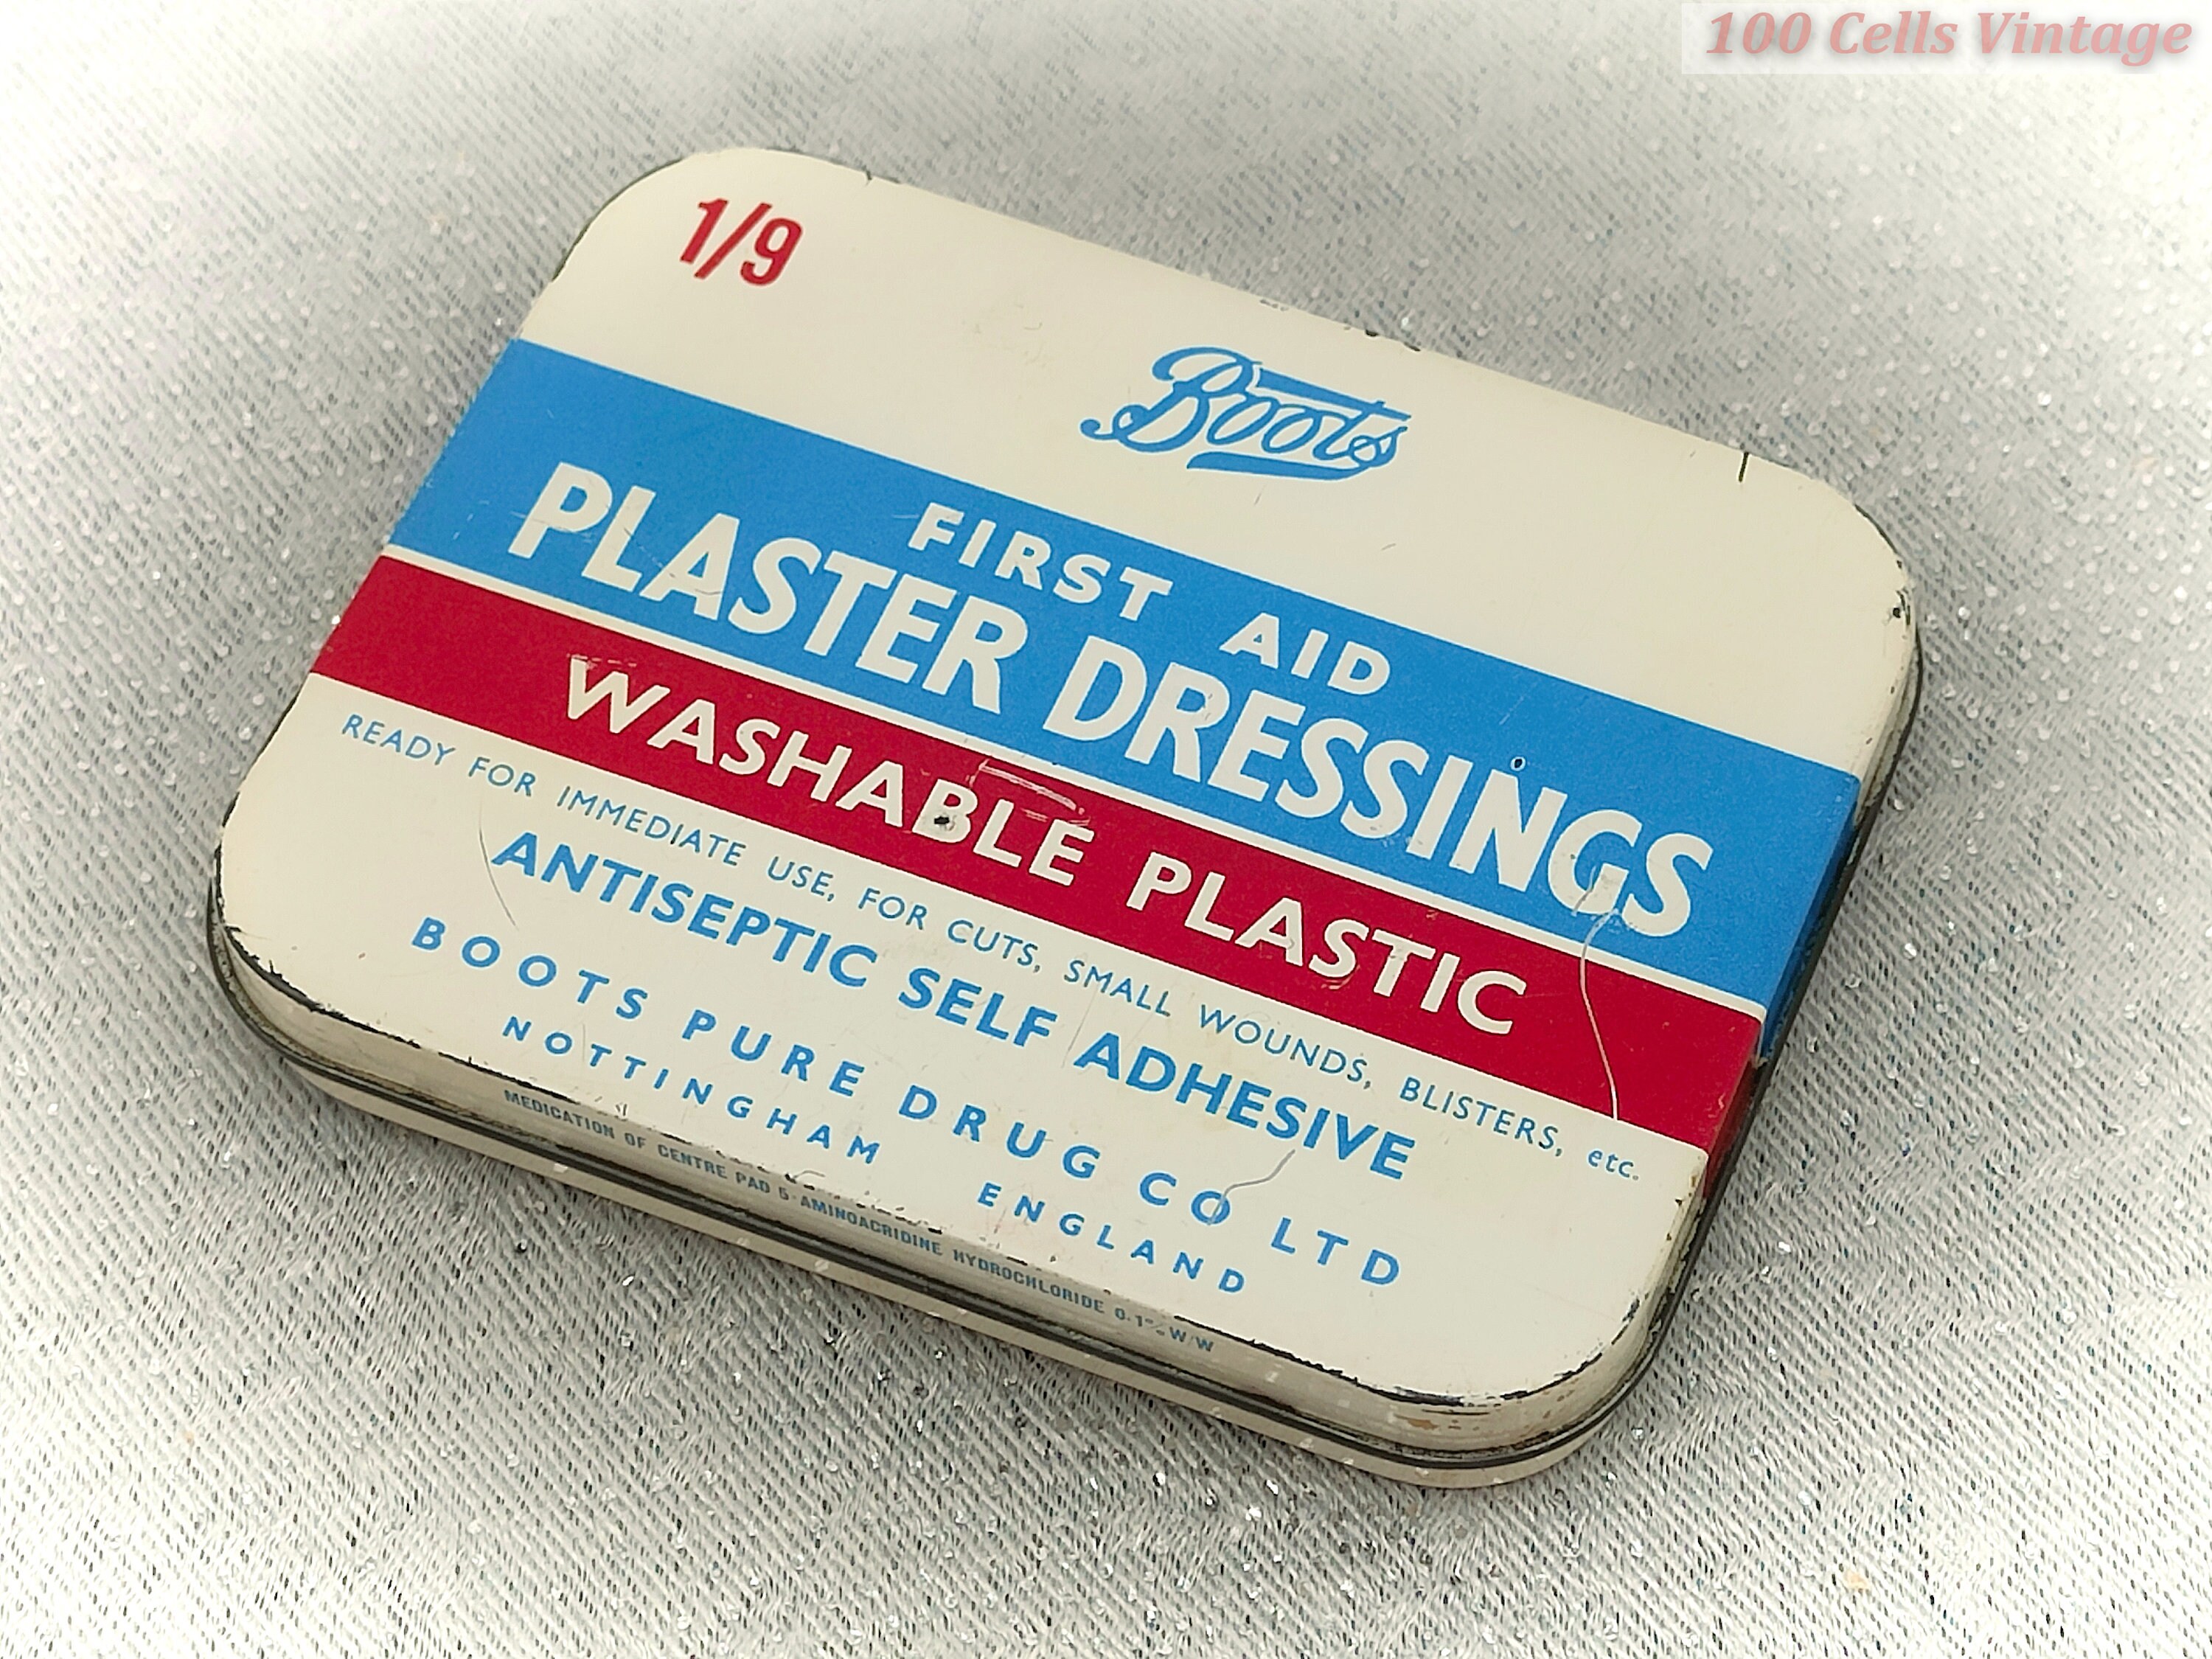 100 Cells Vintage
1/9
Boots
FIRST AID
PLASTER DRESSINGS
WASHABLE PLASTIC
READY FOR IMMEDIATE USE, FOR CUTS, SMALL WOUNDS, BLISTERS, etc.
ANTISEPTIC SELF ADHESIVE
BOOTS PURE DRUG CO LTD
NOTTINGHAM ENGLAND
MEDICATION OF CENTRE PAD 5-AMINOACRIDINE HYDROCHLORIDE 0.1% W/W